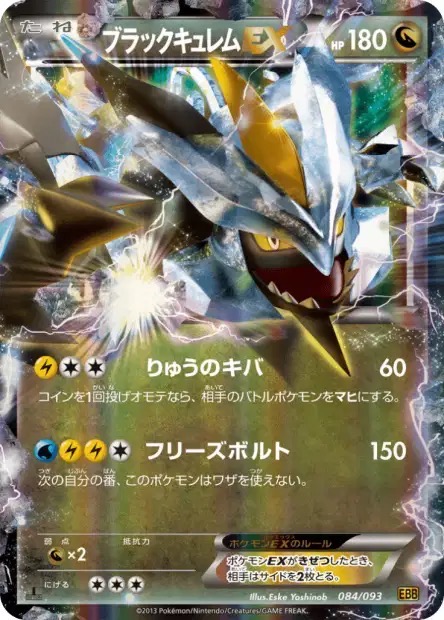 たね ブラックキュレムEX HP180
りゅうのキバ 60
コインを1回投げオモテなら、相手のバトルポケモンをマヒにする。
フリーズボルト 150
次の自分の番、このポケモンはワザを使えない。
弱点 抵抗力
×2
ポケモンEXのルール
ポケモンEXがきぜつしたとき、
相手はサイドを2枚とる。
にげる
Illus.Eske Yoshinob 084/093 EBB
©2013 Pokémon/Nintendo/Creatures/GAME FREAK.